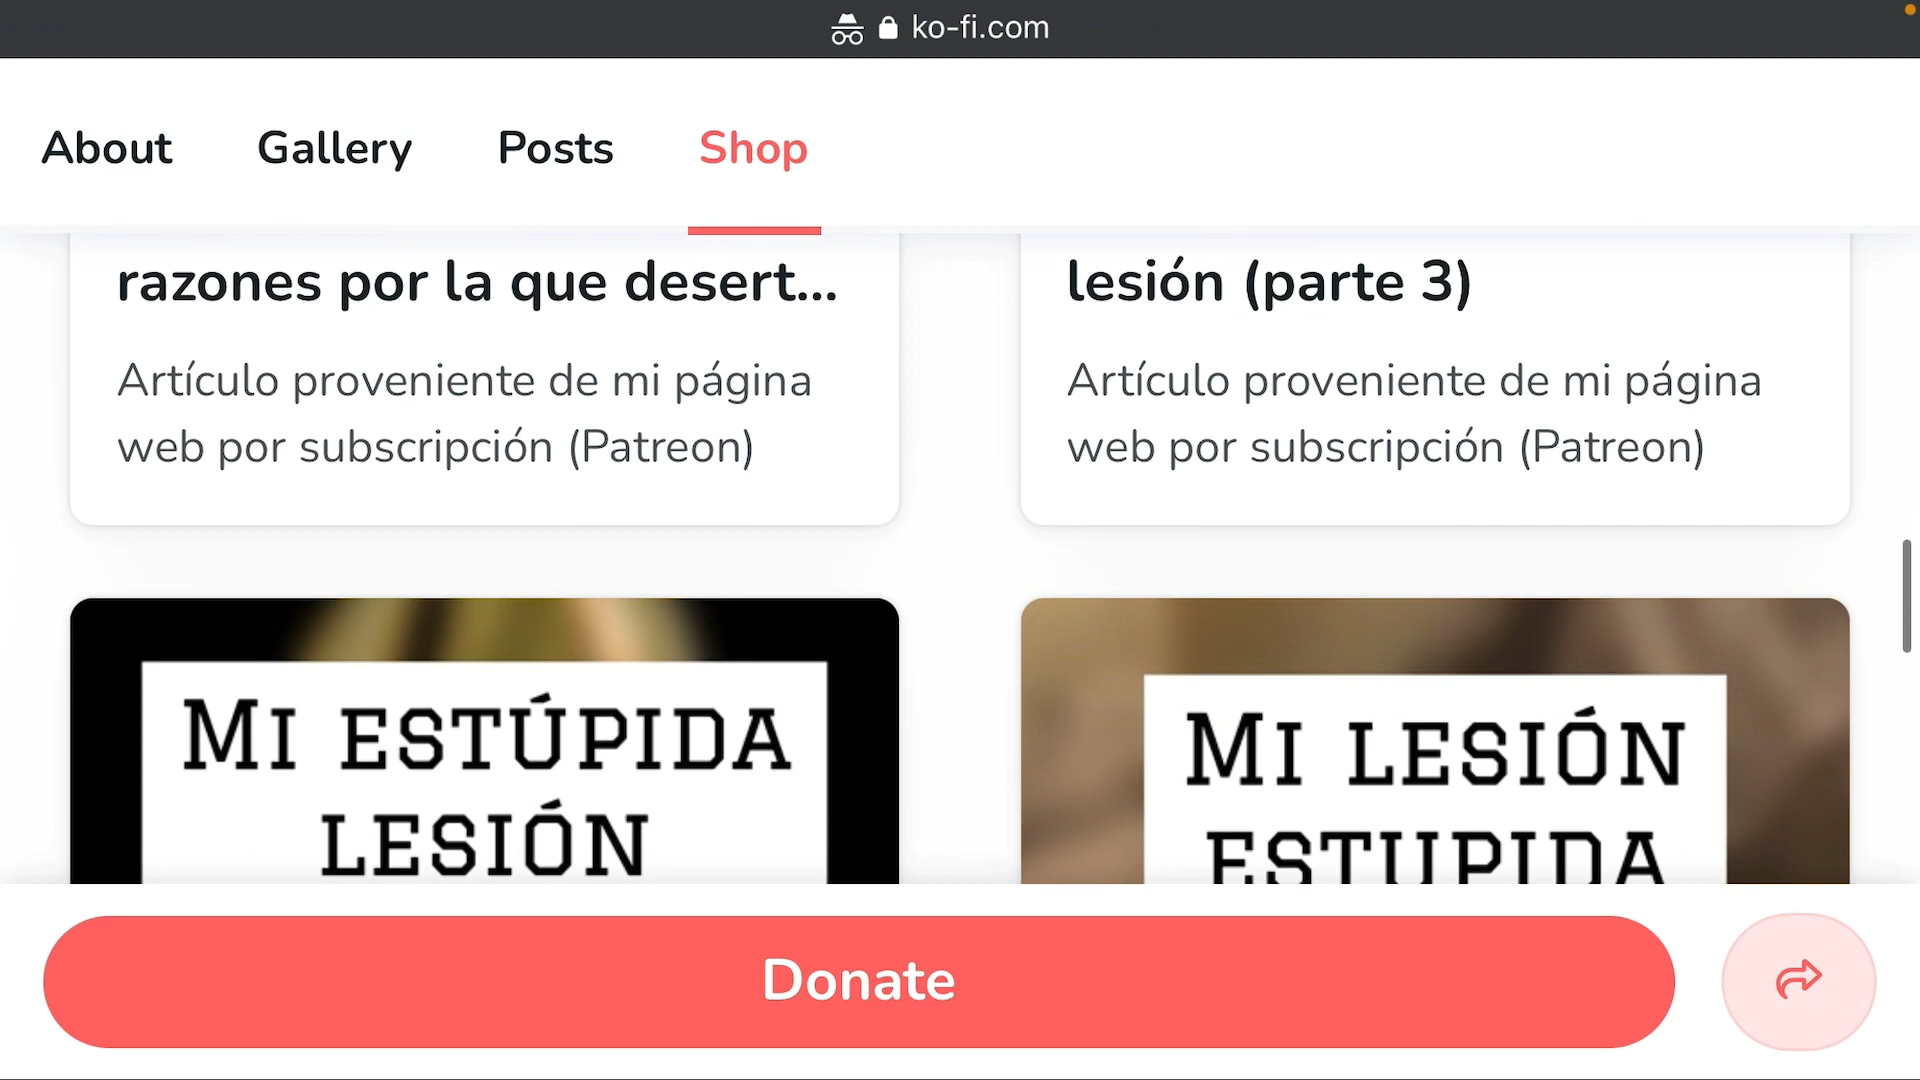 ko-fi.com
About Gallery Posts Shop
razones por la que desert...
Artículo proveniente de mi página
web por subscripción (Patreon)
lesión (parte 3)
Artículo proveniente de mi página
web por subscripción (Patreon)
MI ESTÚPIDA
LESIÓN
MI LESIÓN
ESTUPIDA
Donate